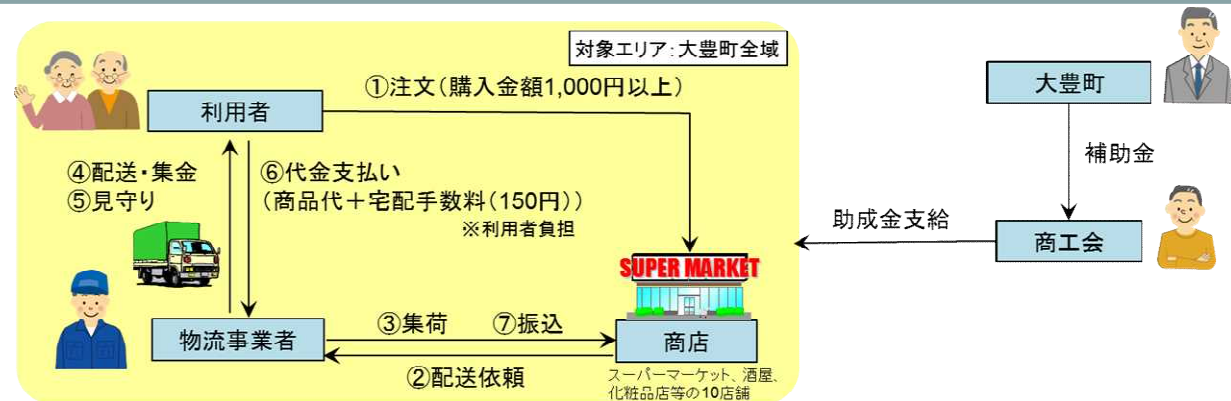 対象エリア:大豊町全域
①注文(購入金額1,000円以上)
利用者
④配送・集金
⑤見守り
⑥代金支払い
(商品代+宅配手数料(150円))
※利用者負担
SUPER MARKET
物流事業者
③集荷 ⑦振込
商店
②配送依頼
スーパーマーケット、酒屋、
化粧品店等の10店舗
大豊町
補助金
助成金支給
商工会